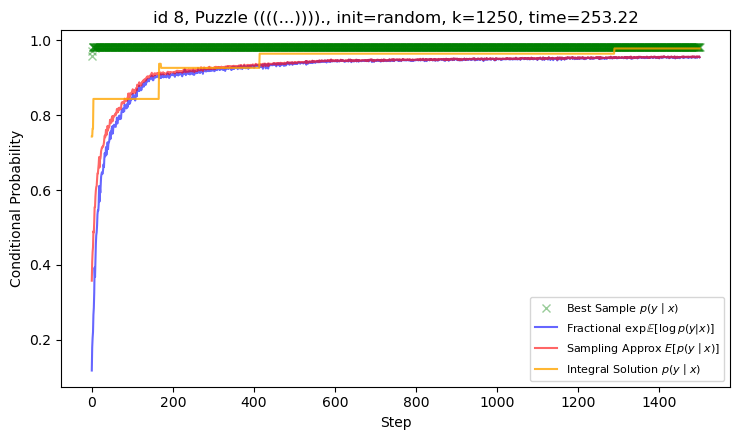 id 8, Puzzle ((((...))))., init=random, k=1250, time=253.22
Conditional Probability
1.0
0.8
0.6
0.4
0.2
0
200
400
600
800
1000
1200
1400
Step
Best Sample p(y | x)
Fractional exp𝔼[log p(y|x)]
Sampling Approx E[p(y | x)]
Integral Solution p(y | x)